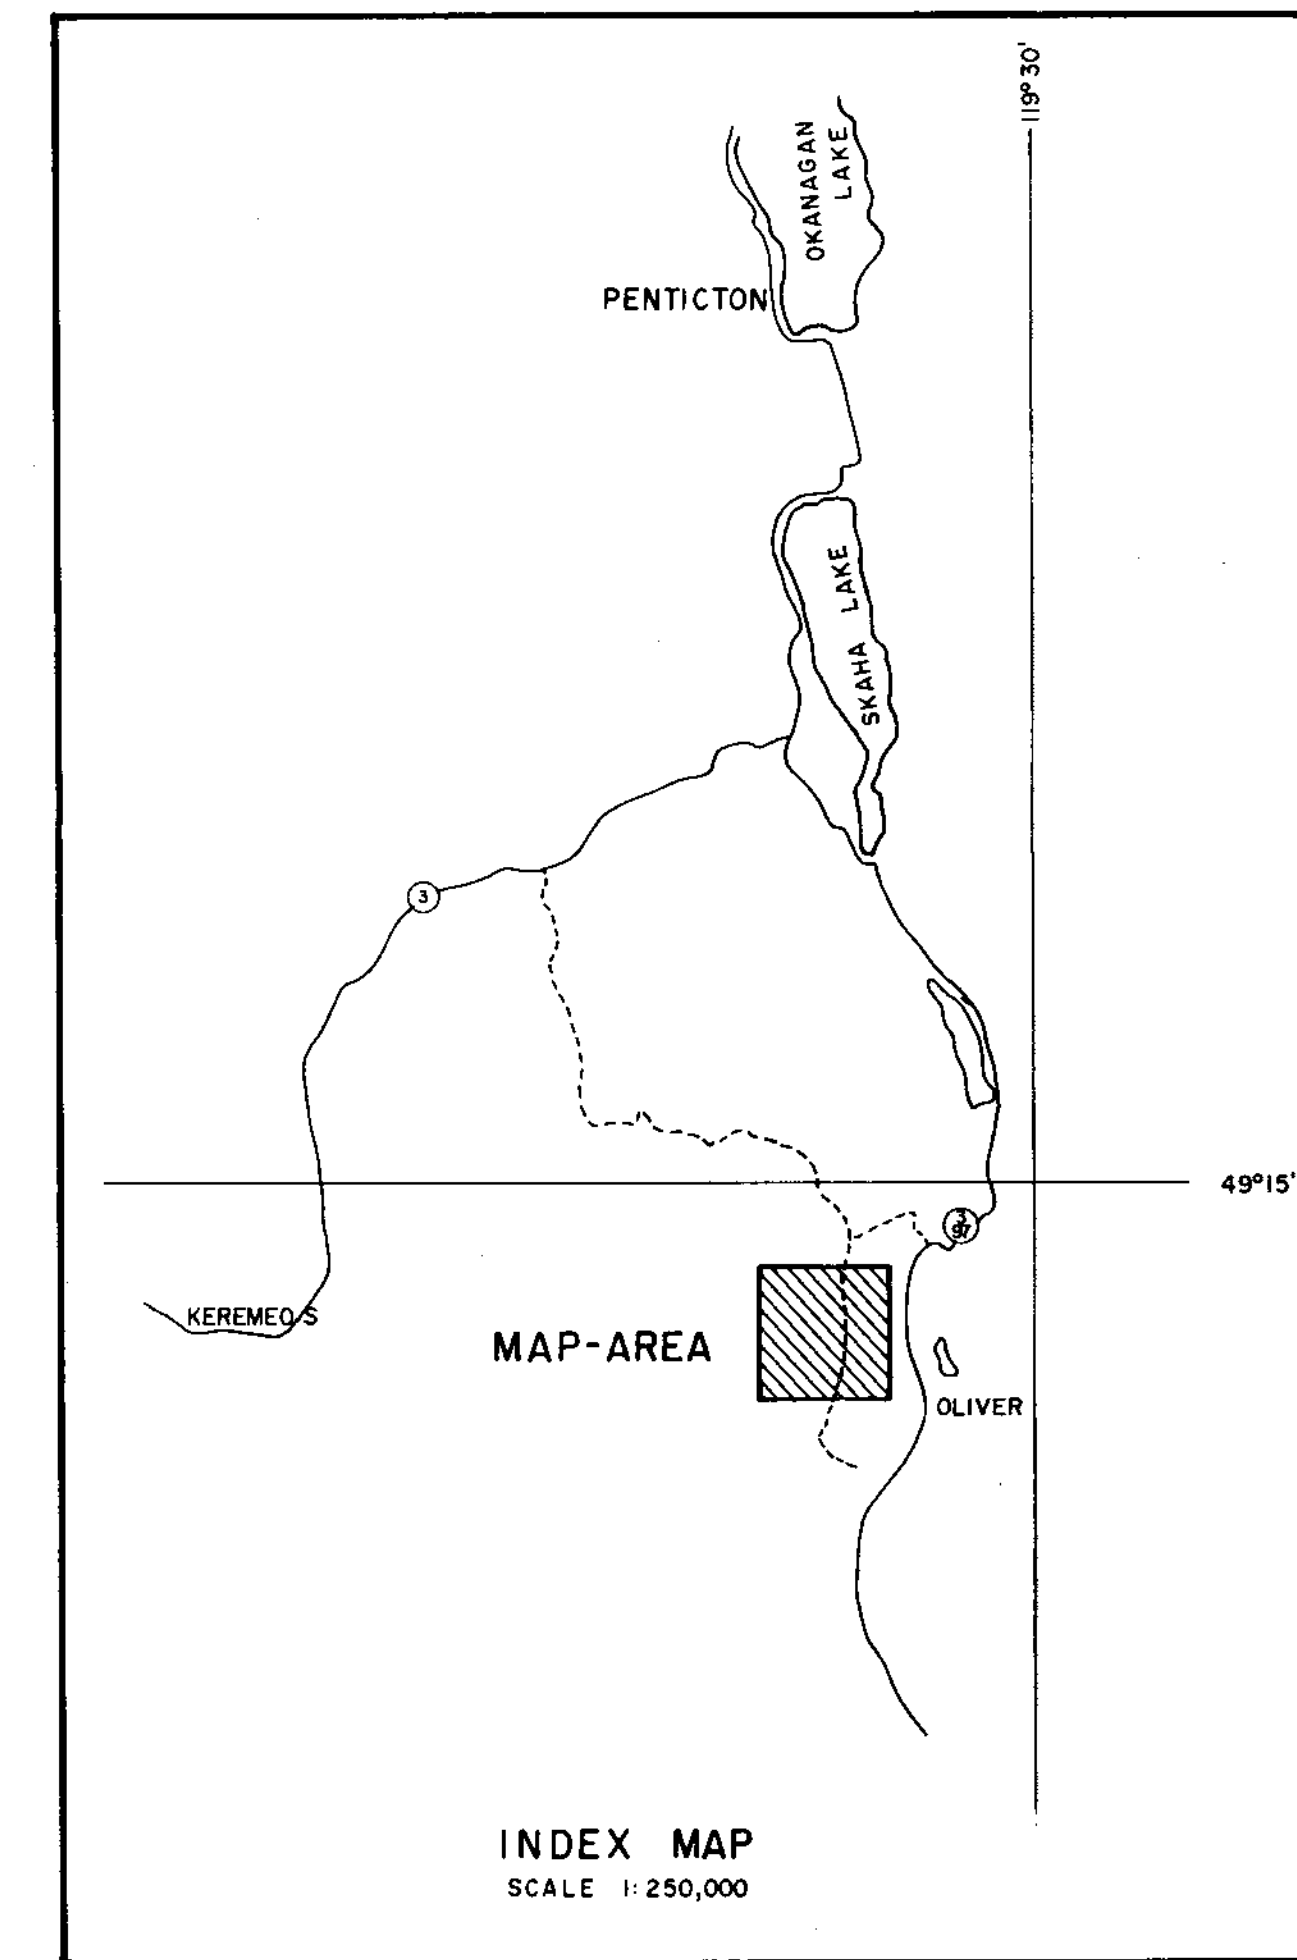 119°30'
OKANAGAN
LAKE
PENTICTON
SKAHA LAKE
3
49°15'
3
97
KEREMEOS
MAP-AREA
OLIVER
INDEX MAP
SCALE 1:250,000